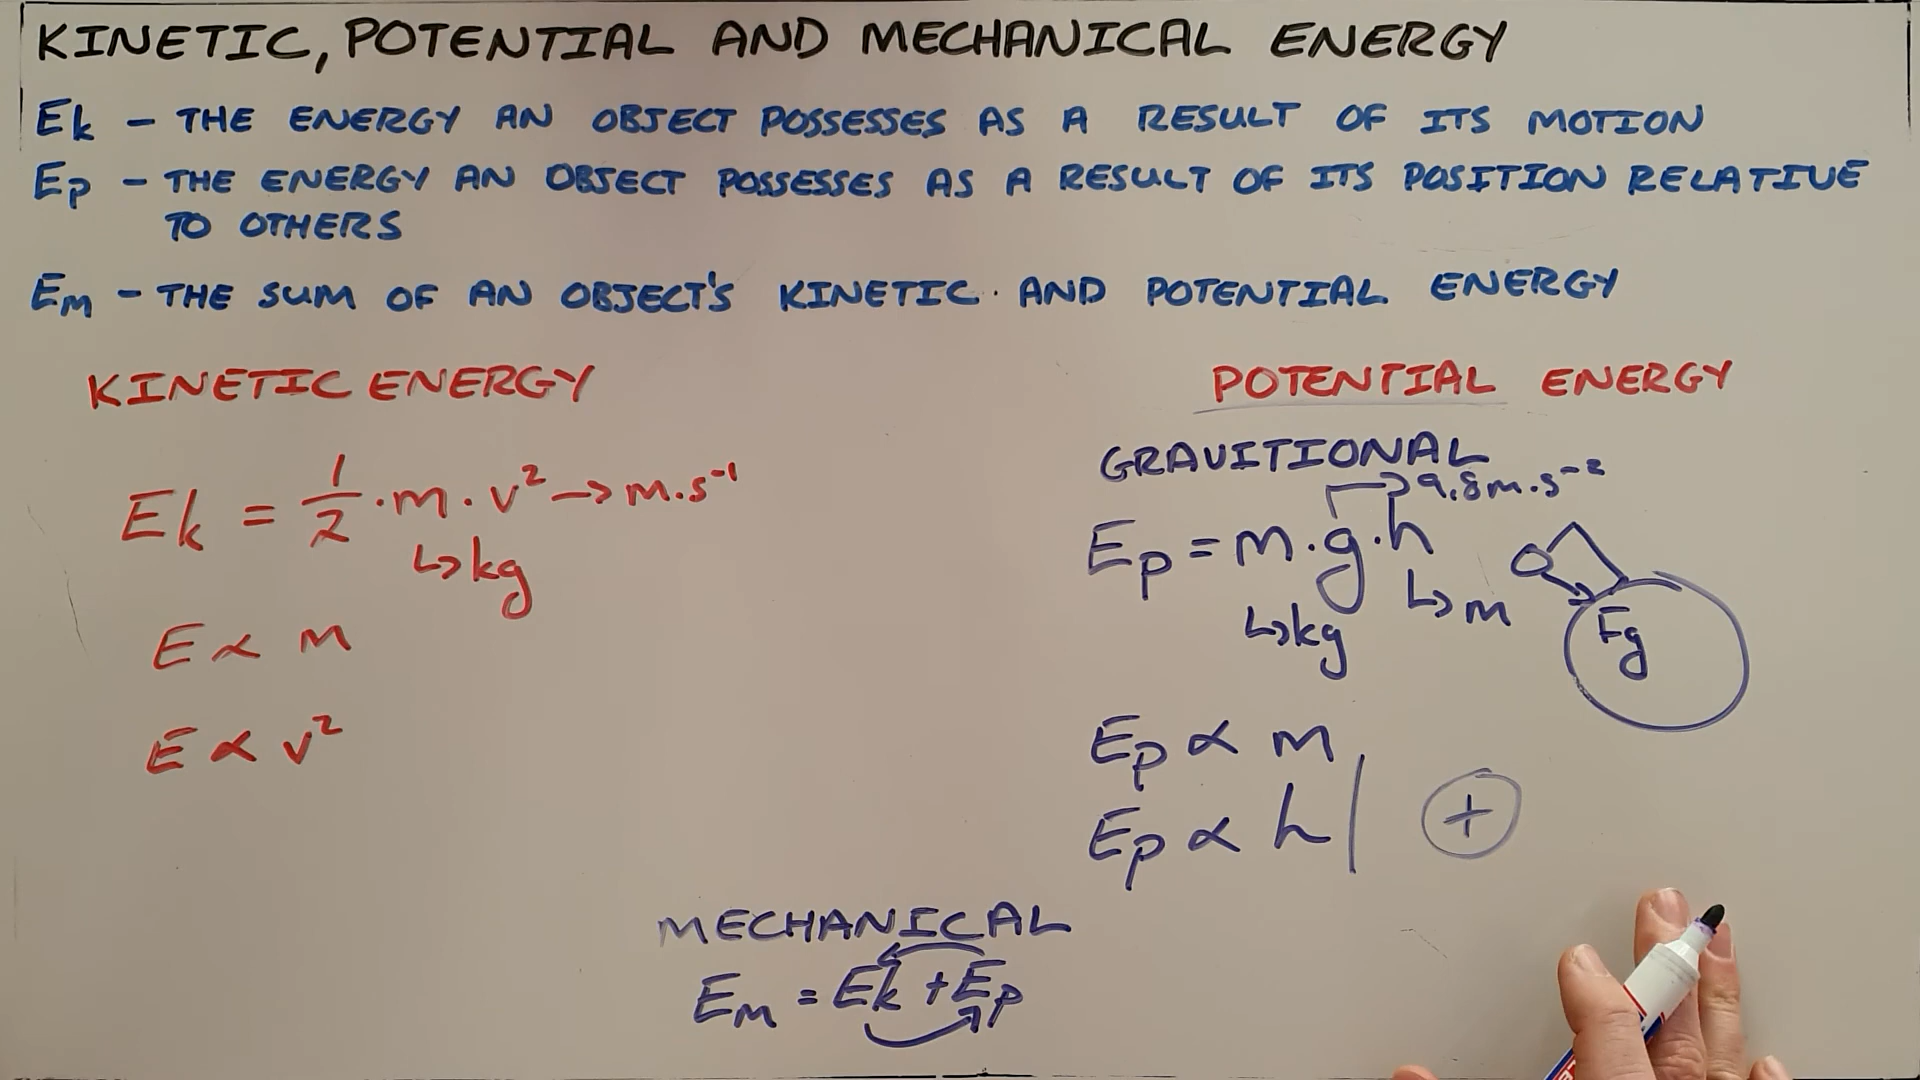 KINETIC, POTENTIAL AND MECHANICAL ENERGY
Ek - THE ENERGY AN OBJECT POSSESSES AS A RESULT OF ITS MOTION
Ep - THE ENERGY AN OBJECT POSSESSES AS A RESULT OF ITS POSITION RELATIVE
TO OTHERS
EM - THE SUM OF AN OBJECT'S KINETIC AND POTENTIAL ENERGY
KINETIC ENERGY
Ek = 1/2 · m · v² → m.s⁻¹
↳ kg
E ∝ m
E ∝ v²
POTENTIAL ENERGY
GRAVITIONAL
→ 9.8m.s⁻²
Ep = m·g·h
↳ m
↳ kg
Fg
Ep ∝ m
Ep ∝ h
+
MECHANICAL
EM = Ek + Ep